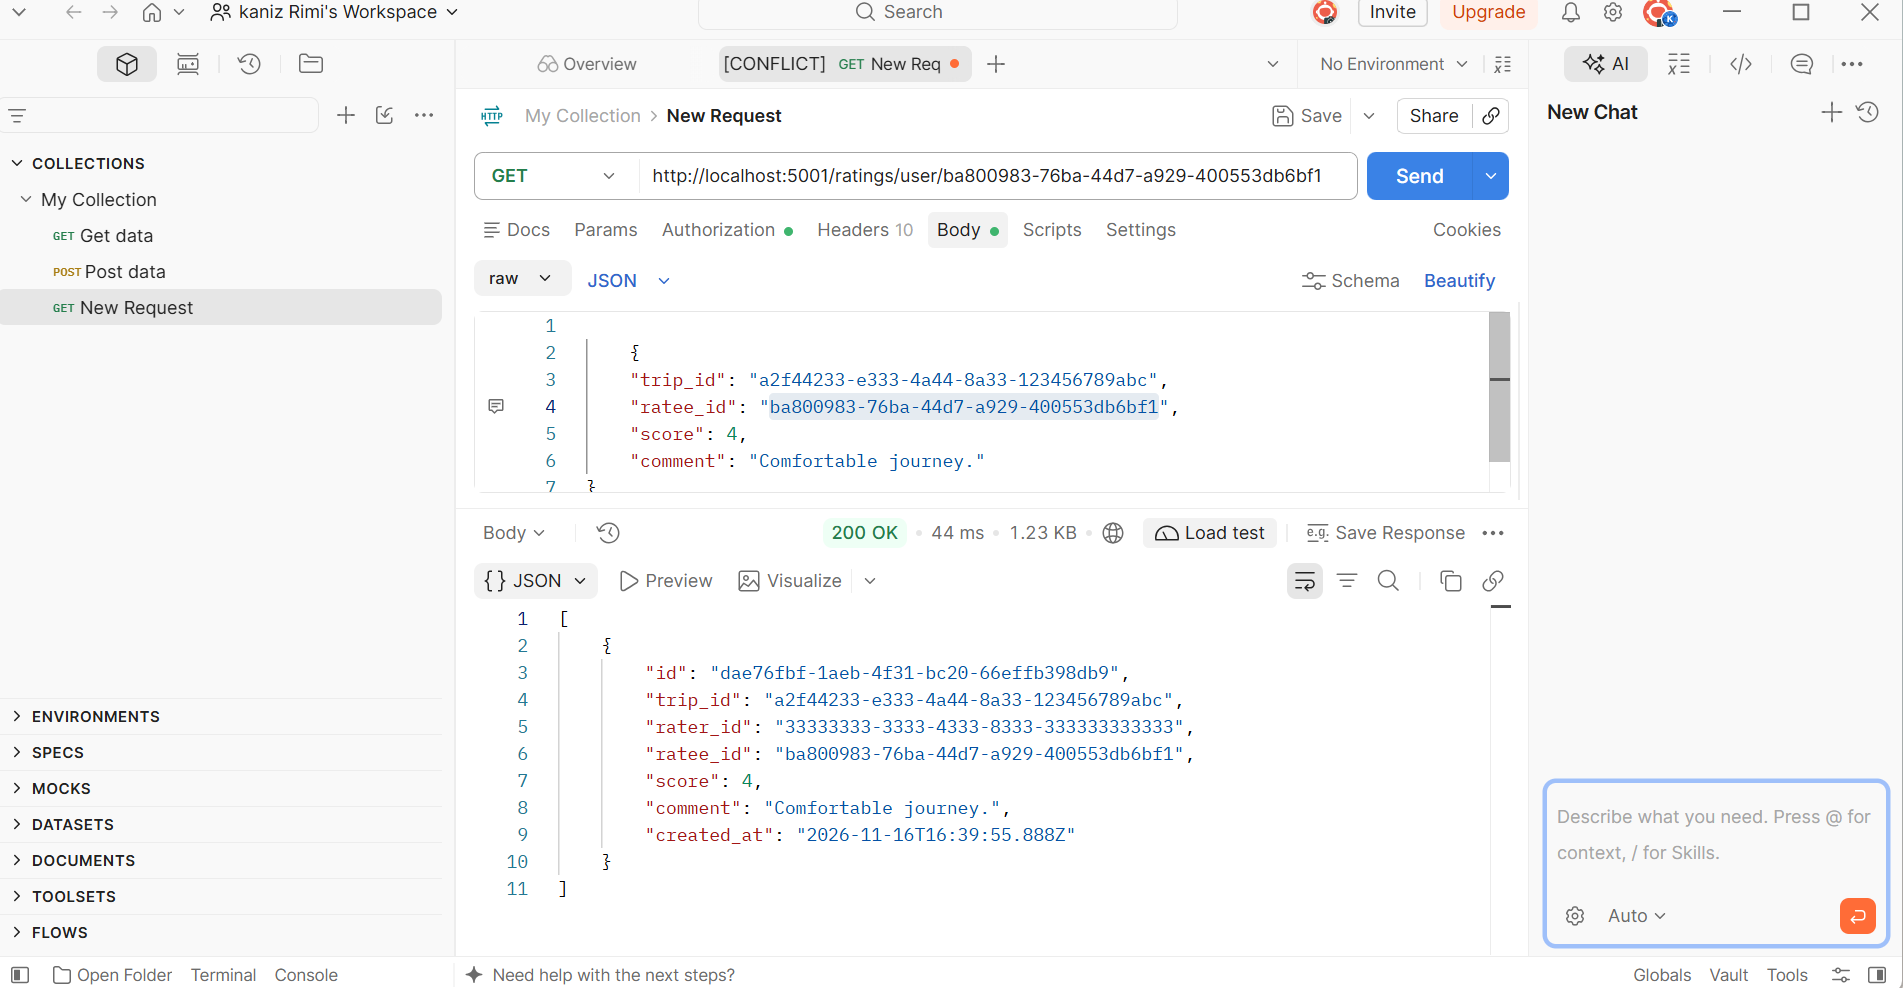 kaniz Rimi's Workspace
Search
Invite
Upgrade
K
Overview
[CONFLICT] GET New Req
No Environment
AI
My Collection > New Request
Save
Share
New Chat
COLLECTIONS
My Collection
GET Get data
POST Post data
GET New Request
HTTP
GET
http://localhost:5001/ratings/user/ba800983-76ba-44d7-a929-400553db6bf1
Send
Docs
Params
Authorization
Headers 10
Body
Scripts
Settings
Cookies
raw
JSON
Schema
Beautify
1
2 {
3 "trip_id": "a2f44233-e333-4a44-8a33-123456789abc",
4 "ratee_id": "ba800983-76ba-44d7-a929-400553db6bf1",
5 "score": 4,
6 "comment": "Comfortable journey."
7 }
Body
200 OK
44 ms
1.23 KB
Load test
e.g. Save Response
{} JSON
Preview
Visualize
1 [
2 {
3 "id": "dae76fbf-1aeb-4f31-bc20-66effb398db9",
4 "trip_id": "a2f44233-e333-4a44-8a33-123456789abc",
5 "rater_id": "33333333-3333-4333-8333-333333333333",
6 "ratee_id": "ba800983-76ba-44d7-a929-400553db6bf1",
7 "score": 4,
8 "comment": "Comfortable journey.",
9 "created_at": "2026-11-16T16:39:55.888Z"
10 }
11 ]
ENVIRONMENTS
SPECS
MOCKS
DATASETS
DOCUMENTS
TOOLSETS
FLOWS
Describe what you need. Press @ for
context, / for Skills.
Auto
Open Folder
Terminal
Console
Need help with the next steps?
Globals
Vault
Tools